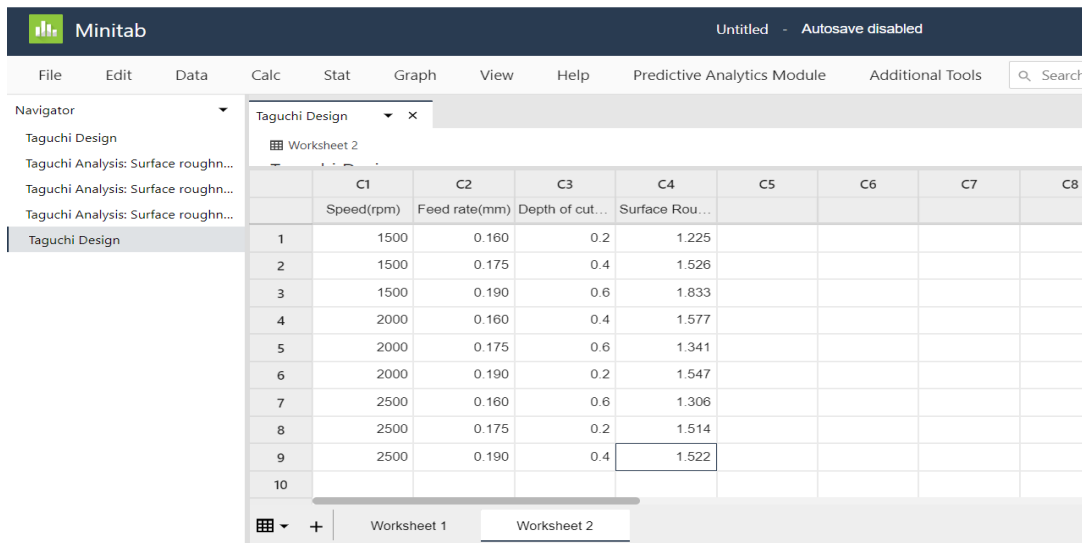 Minitab
Untitled - Autosave disabled
File Edit Data Calc Stat Graph View Help Predictive Analytics Module Additional Tools Search
Navigator
Taguchi Design
Taguchi Analysis: Surface roughn...
Taguchi Analysis: Surface roughn...
Taguchi Analysis: Surface roughn...
Taguchi Design
Taguchi Design
Worksheet 2
C1 C2 C3 C4 C5 C6 C7 C8
Speed(rpm) Feed rate(mm) Depth of cut... Surface Rou...
1 1500 0.160 0.2 1.225
2 1500 0.175 0.4 1.526
3 1500 0.190 0.6 1.833
4 2000 0.160 0.4 1.577
5 2000 0.175 0.6 1.341
6 2000 0.190 0.2 1.547
7 2500 0.160 0.6 1.306
8 2500 0.175 0.2 1.514
9 2500 0.190 0.4 1.522
10
+ Worksheet 1 Worksheet 2